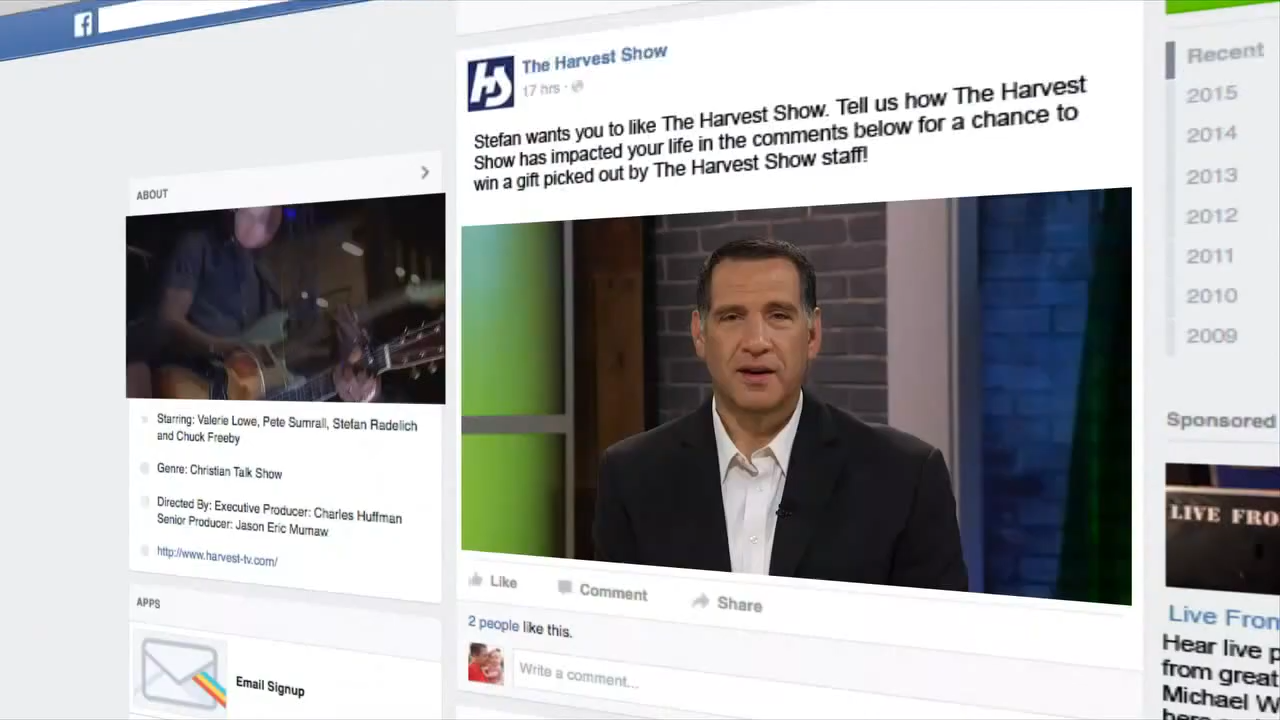 The Harvest Show
17 hrs
Stefan wants you to like The Harvest Show. Tell us how The Harvest
Show has impacted your life in the comments below for a chance to
win a gift picked out by The Harvest Show staff!
ABOUT
Starring: Valerie Lowe, Pete Sumrall, Stefan Radelich
and Chuck Freeby
Genre: Christian Talk Show
Directed By: Executive Producer: Charles Huffman
Senior Producer: Jason Eric Murnaw
http://www.harvest-tv.com/
APPS
Email Signup
Like
Comment
Share
2 people like this.
Write a comment...
Recent
2015
2014
2013
2012
2011
2010
2009
Sponsored
LIVE FRO
Live From
Hear live p
from great
Michael W